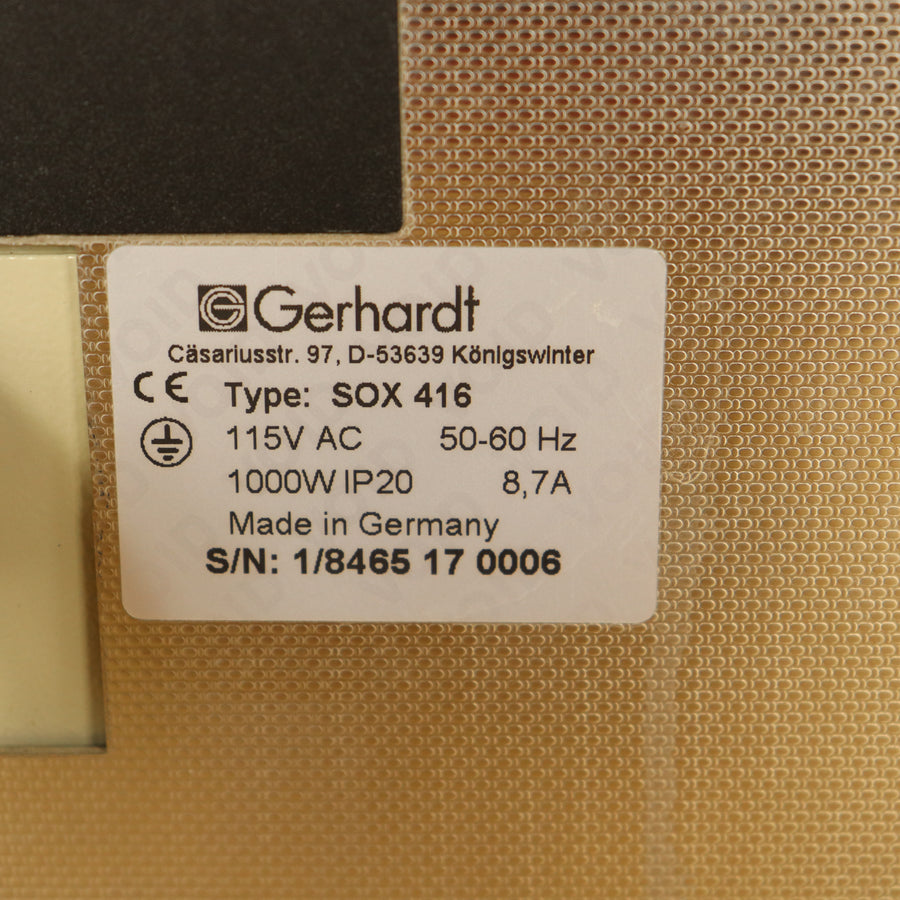 Gerhardt
Cäsariusstr. 97, D-53639 Königswinter
CE Type: SOX 416
115V AC 50-60 Hz
1000W IP20 8,7A
Made in Germany
S/N: 1/8465 17 0006